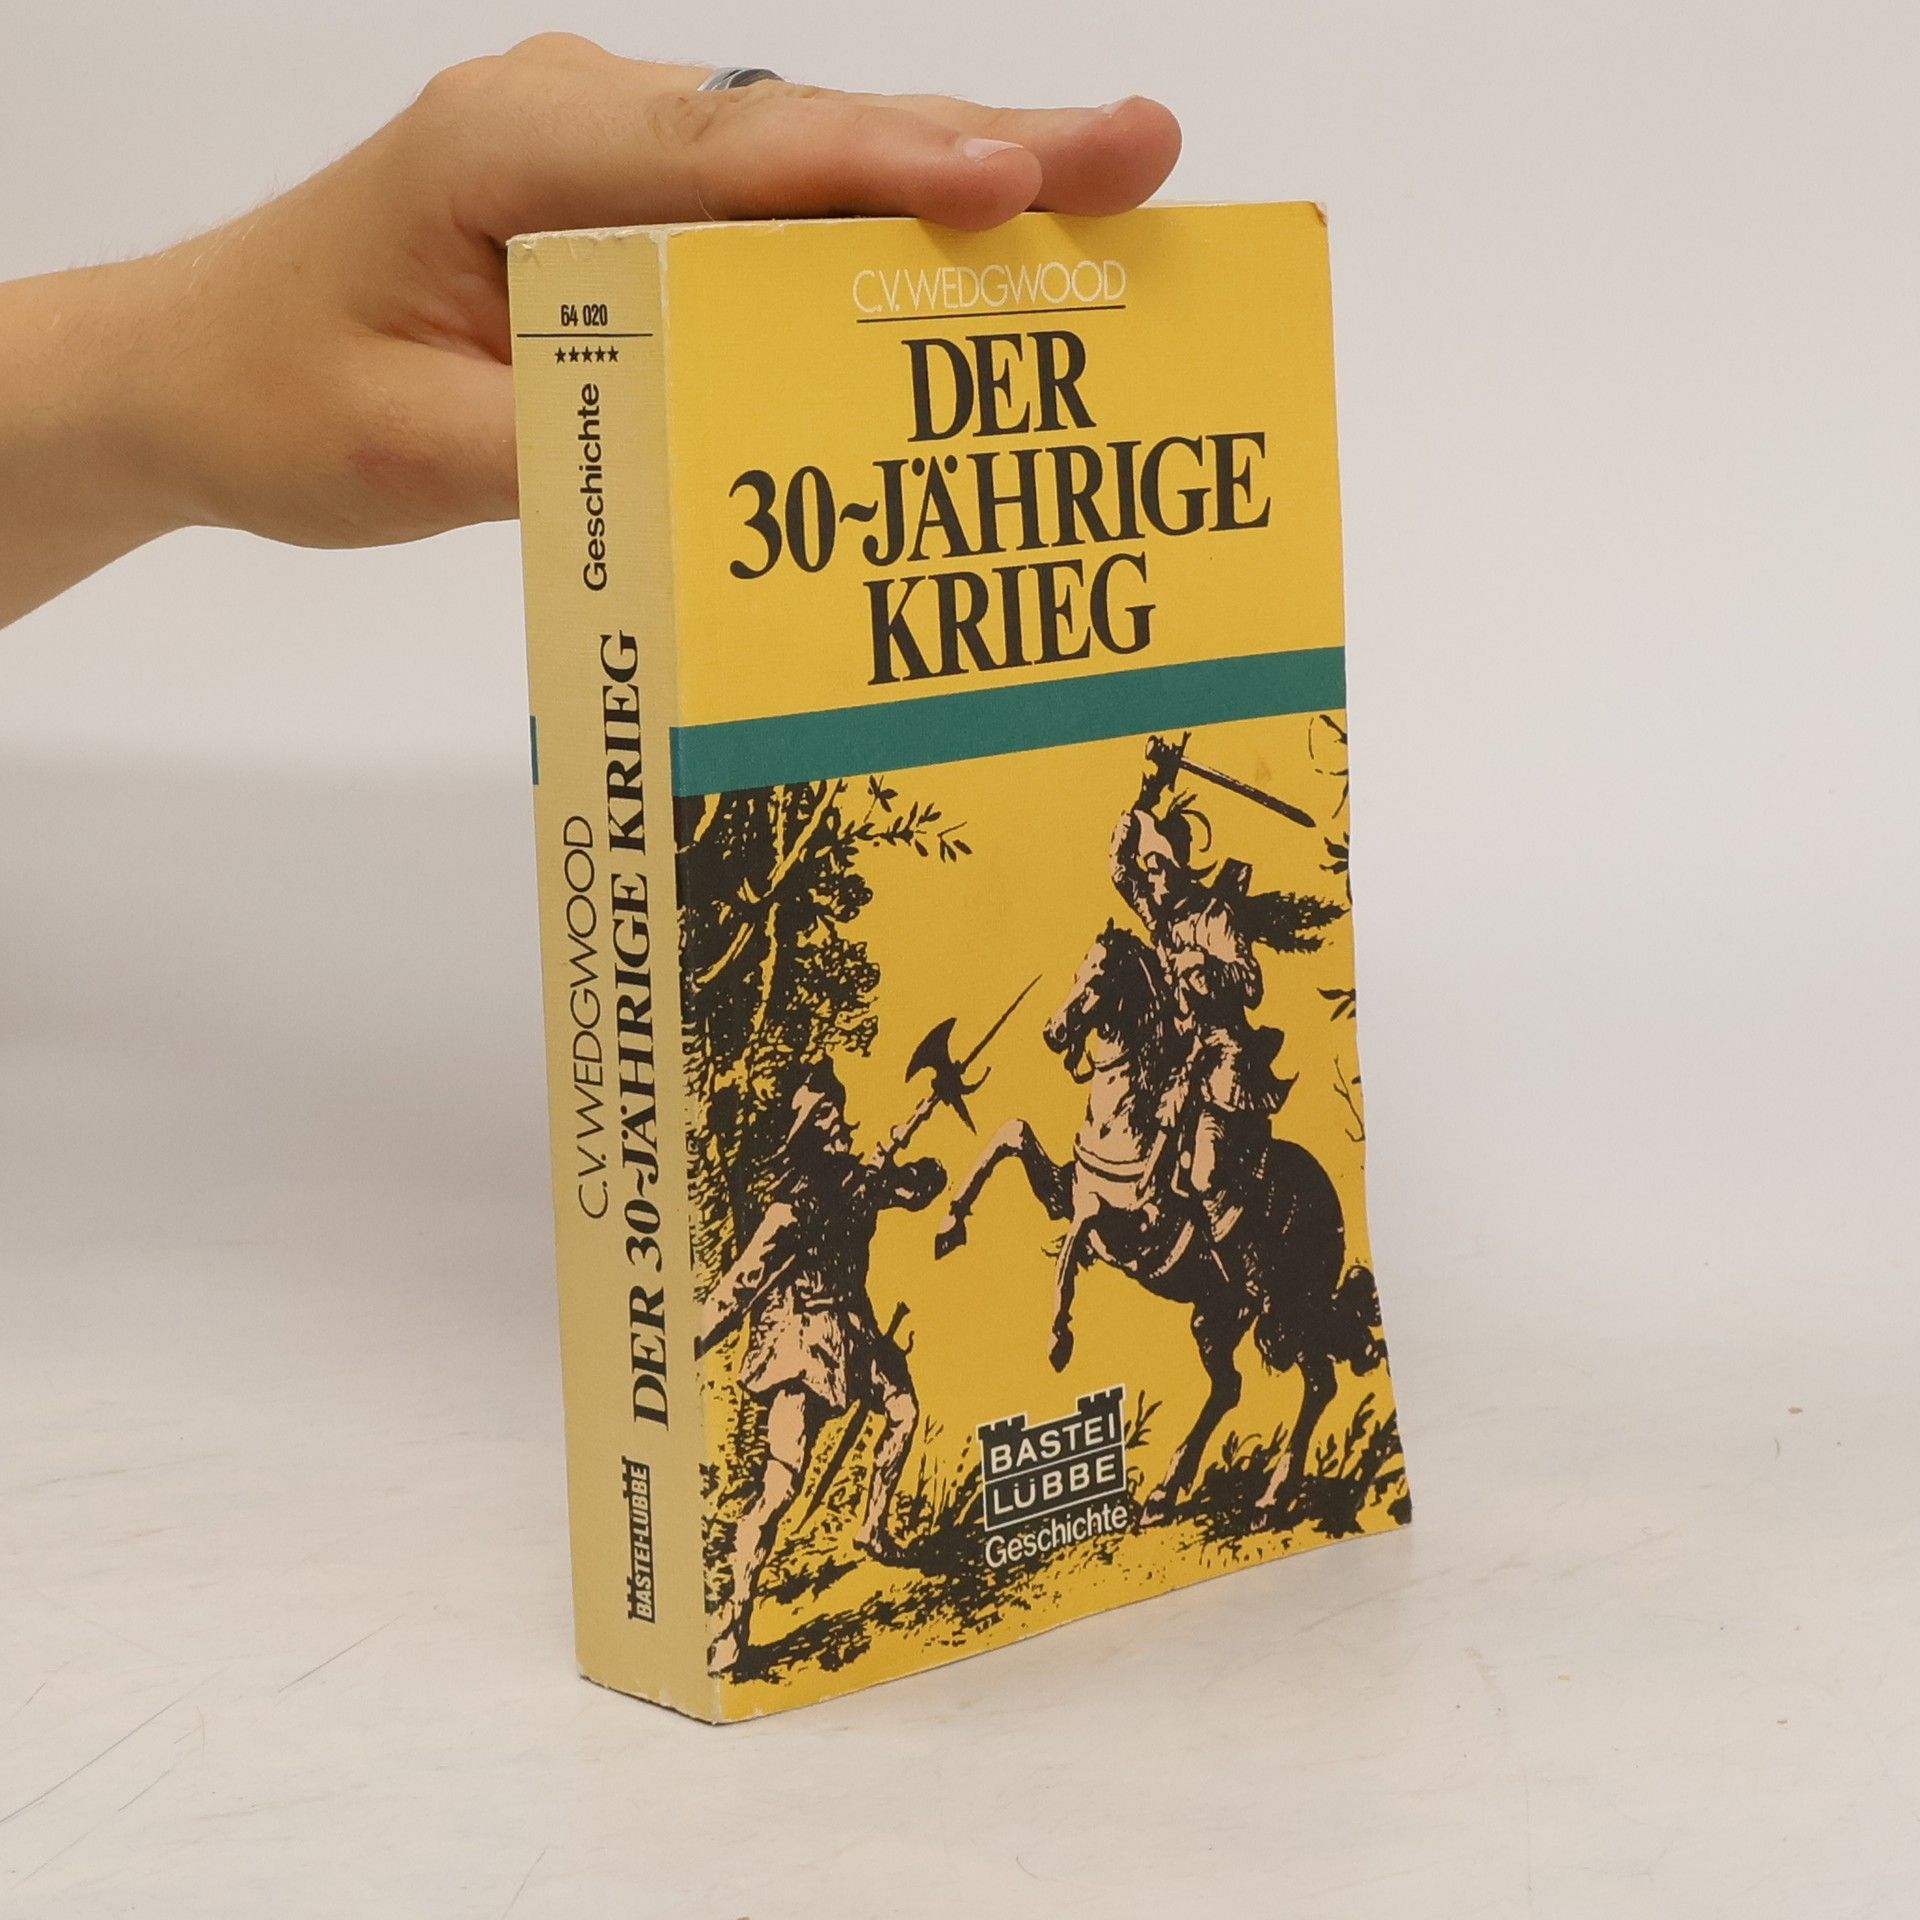 64 020
★★★★★
Geschichte
C.V. WEDGWOOD
DER 30~JÄHRIGE KRIEG
BASTEI-LÜBBE
C.V. WEDGWOOD
DER
30~JÄHRIGE
KRIEG
BASTEI
LÜBBE
Geschichte